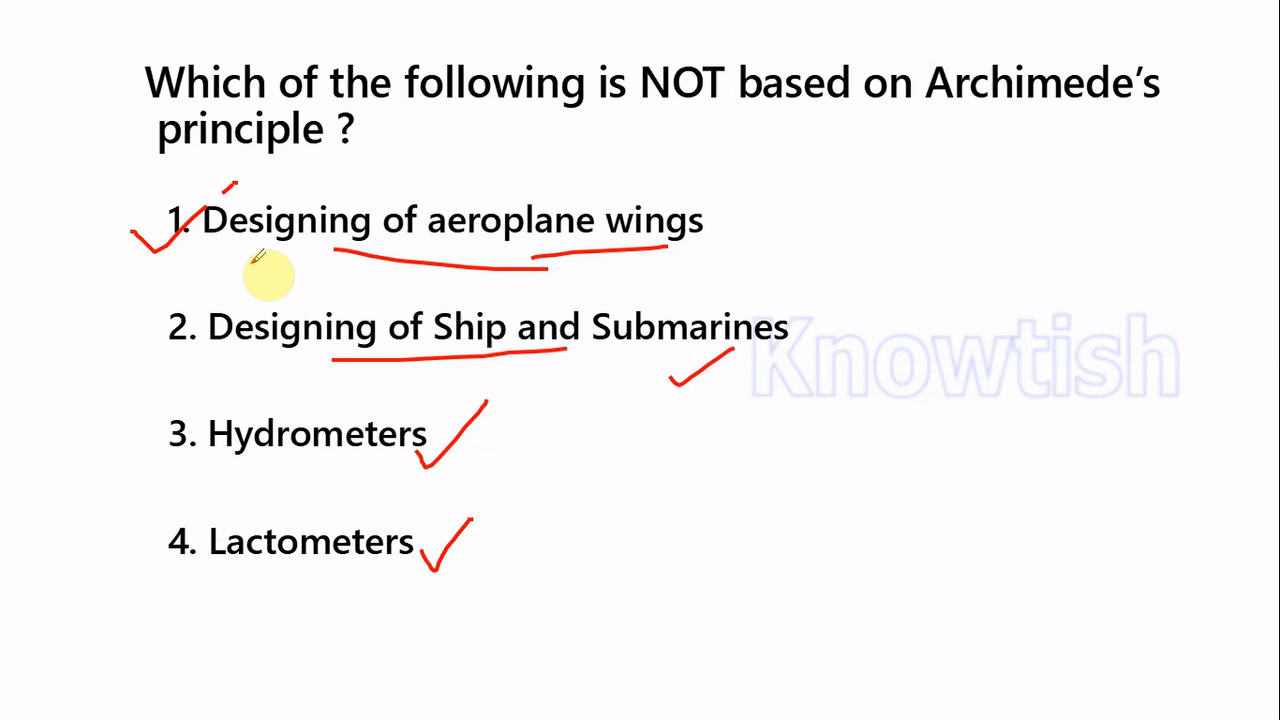 Which of the following is NOT based on Archimede's
principle ?
1. Designing of aeroplane wings
2. Designing of Ship and Submarines
Knowtish
3. Hydrometers
4. Lactometers